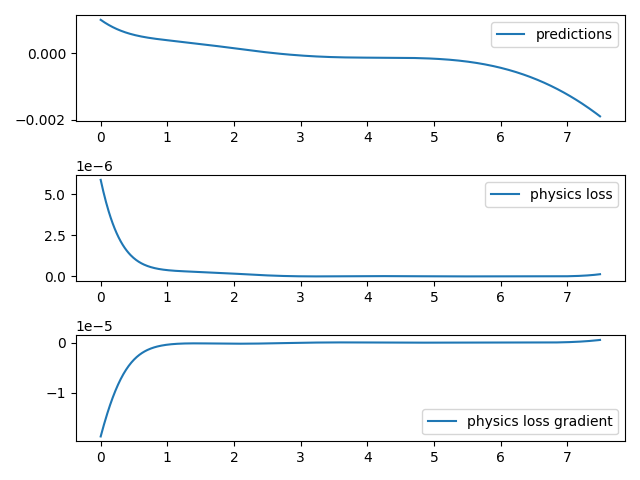 0.000
−0.002
predictions
0 1 2 3 4 5 6 7
1e−6
5.0
2.5
0.0
physics loss
0 1 2 3 4 5 6 7
1e−5
0
−1
physics loss gradient
0 1 2 3 4 5 6 7